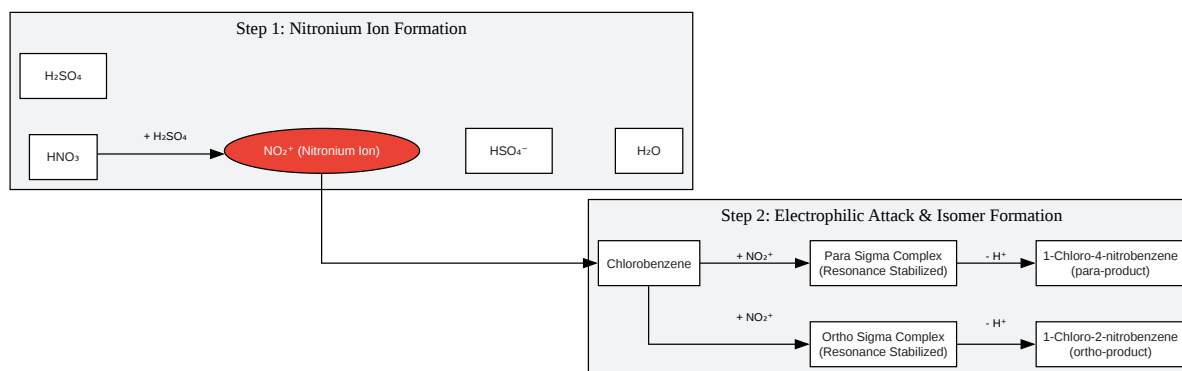 Step 1: Nitronium Ion Formation
H₂SO₄
+ H₂SO₄
HNO₃
NO₂⁺ (Nitronium Ion)
HSO₄⁻
H₂O
Step 2: Electrophilic Attack & Isomer Formation
Chlorobenzene
+ NO₂⁺
Para Sigma Complex
(Resonance Stabilized)
- H⁺
1-Chloro-4-nitrobenzene
(para-product)
+ NO₂⁺
Ortho Sigma Complex
(Resonance Stabilized)
- H⁺
1-Chloro-2-nitrobenzene
(ortho-product)